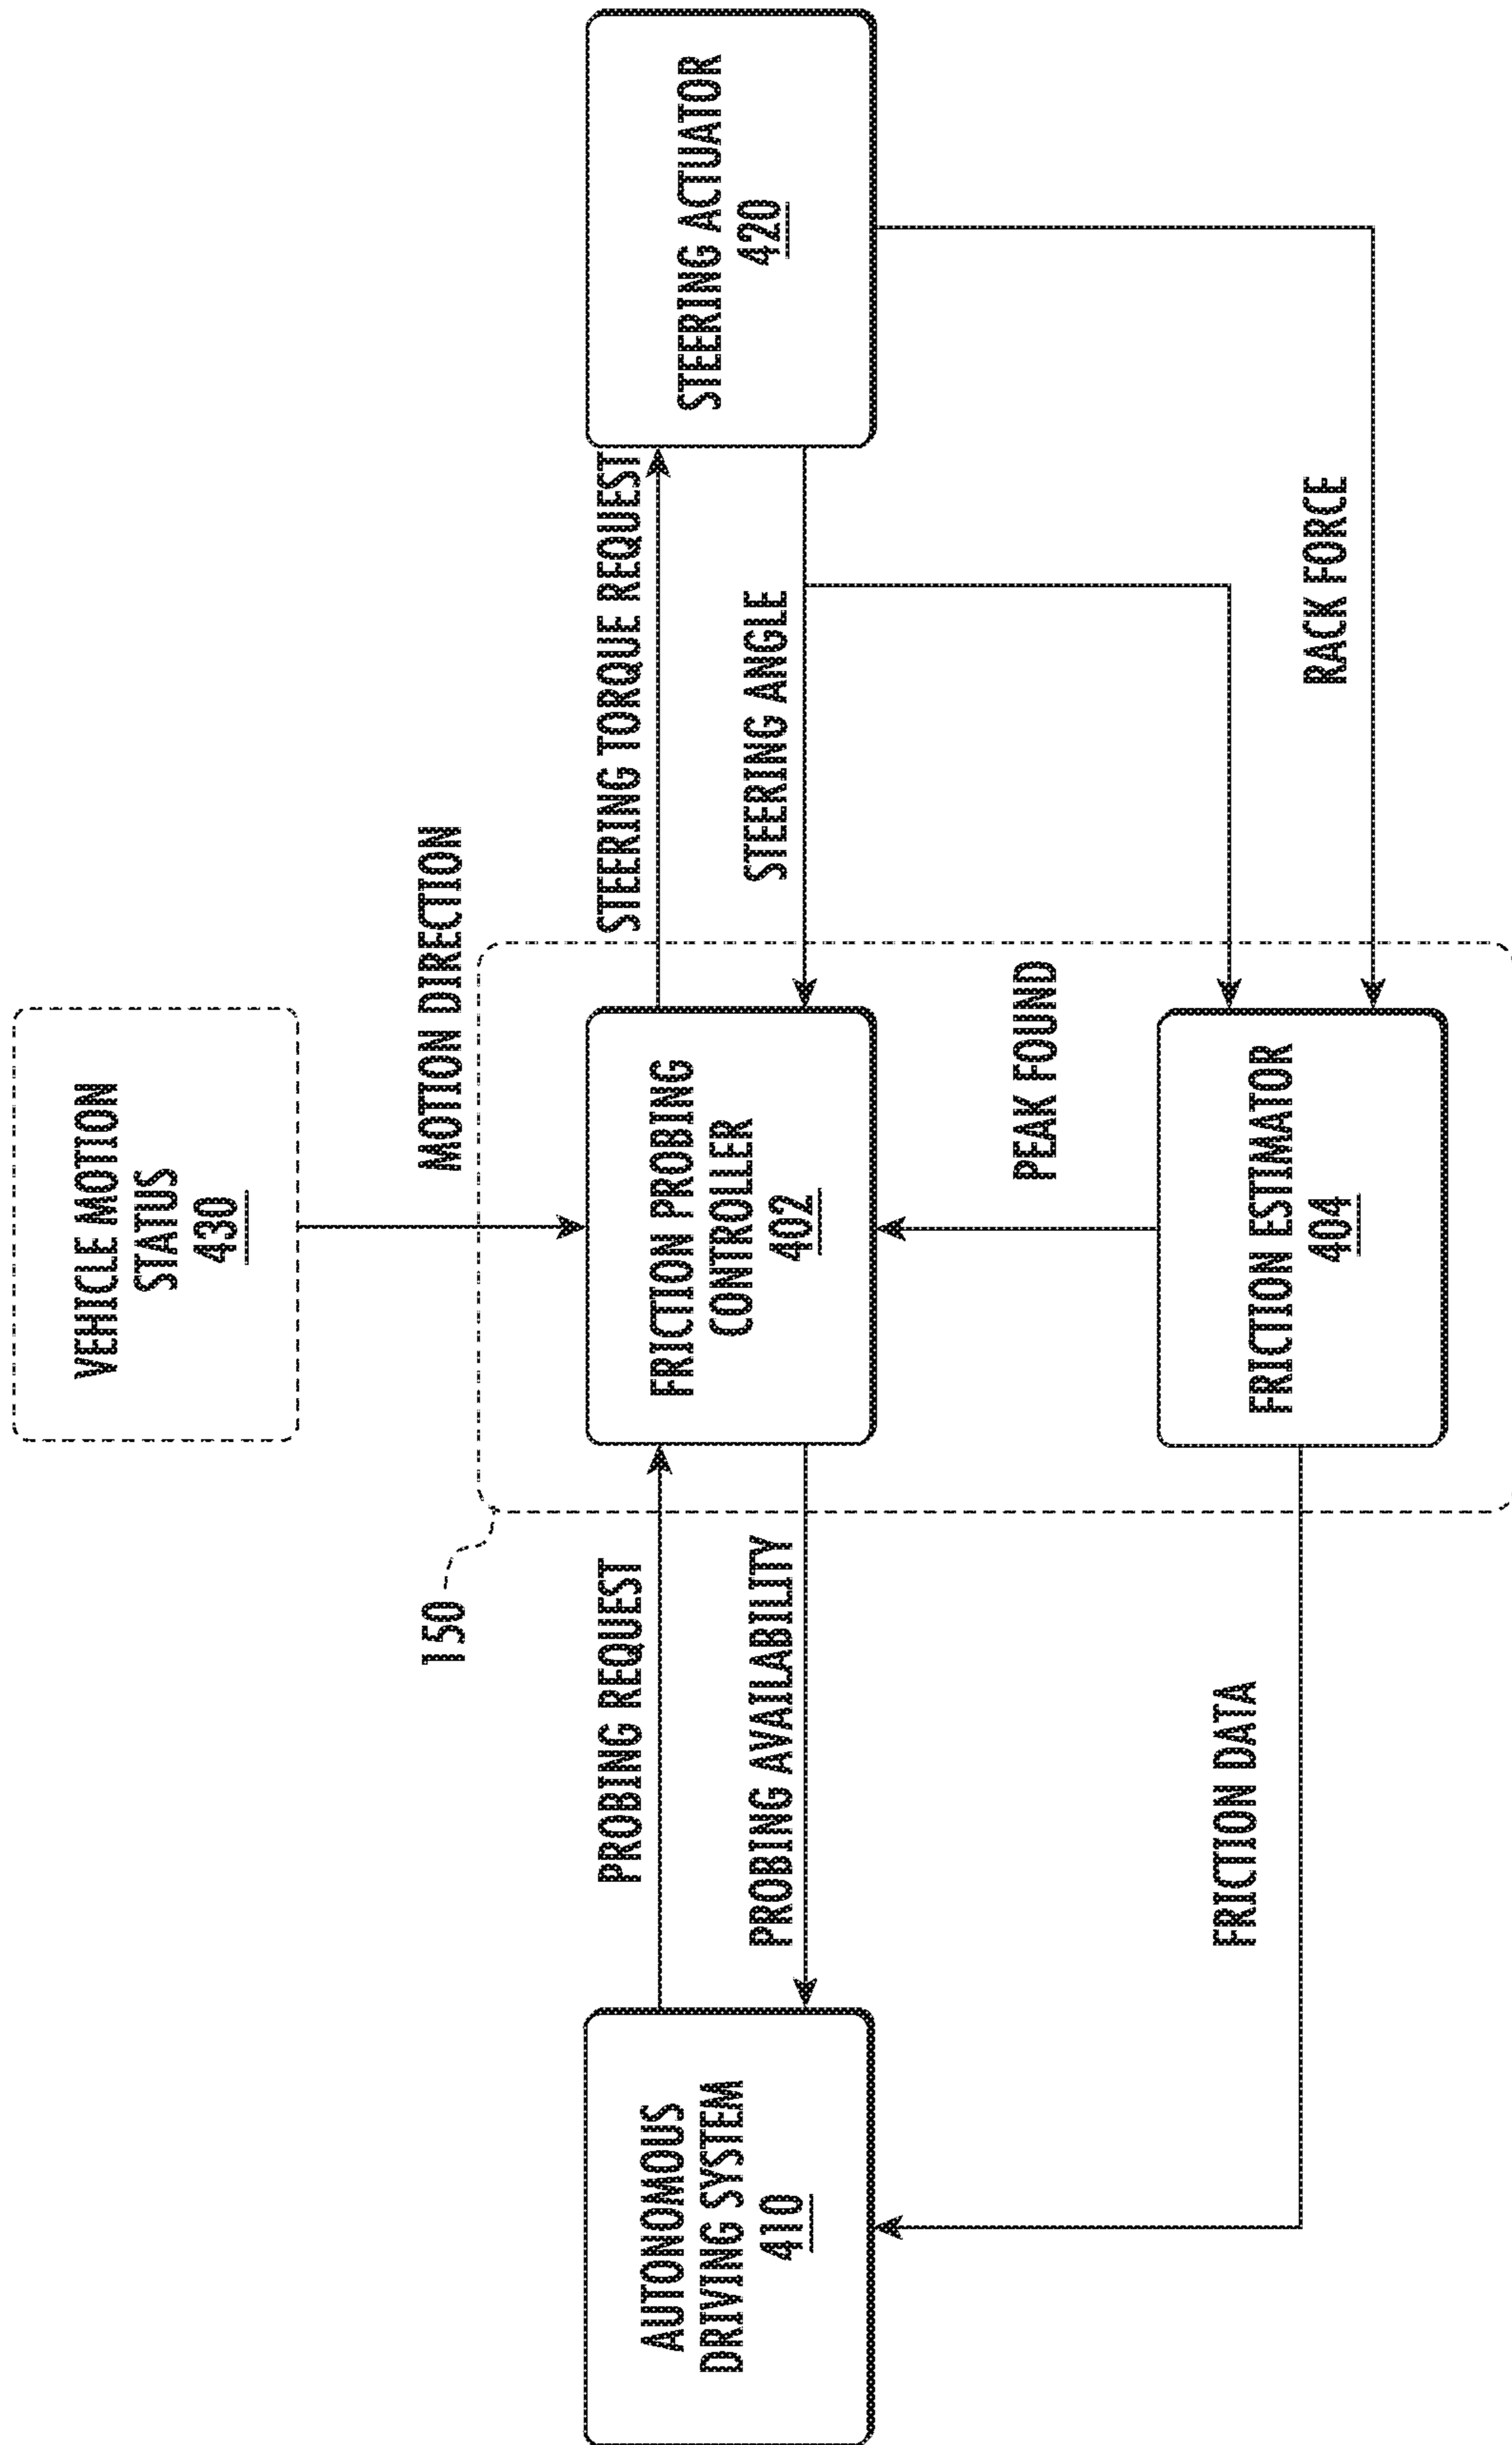 VEHICLE MOTION
STATUS
430
MOTION DIRECTION
150
PROBING REQUEST
STEERING TORQUE REQUEST
AUTONOMOUS
DRIVING SYSTEM
410
FRICTION PROBING
CONTROLLER
402
STEERING ACTUATOR
420
PROBING AVAILABILITY
STEERING ANGLE
PEAK FOUND
FRICTION DATA
FRICTION ESTIMATOR
404
RACK FORCE